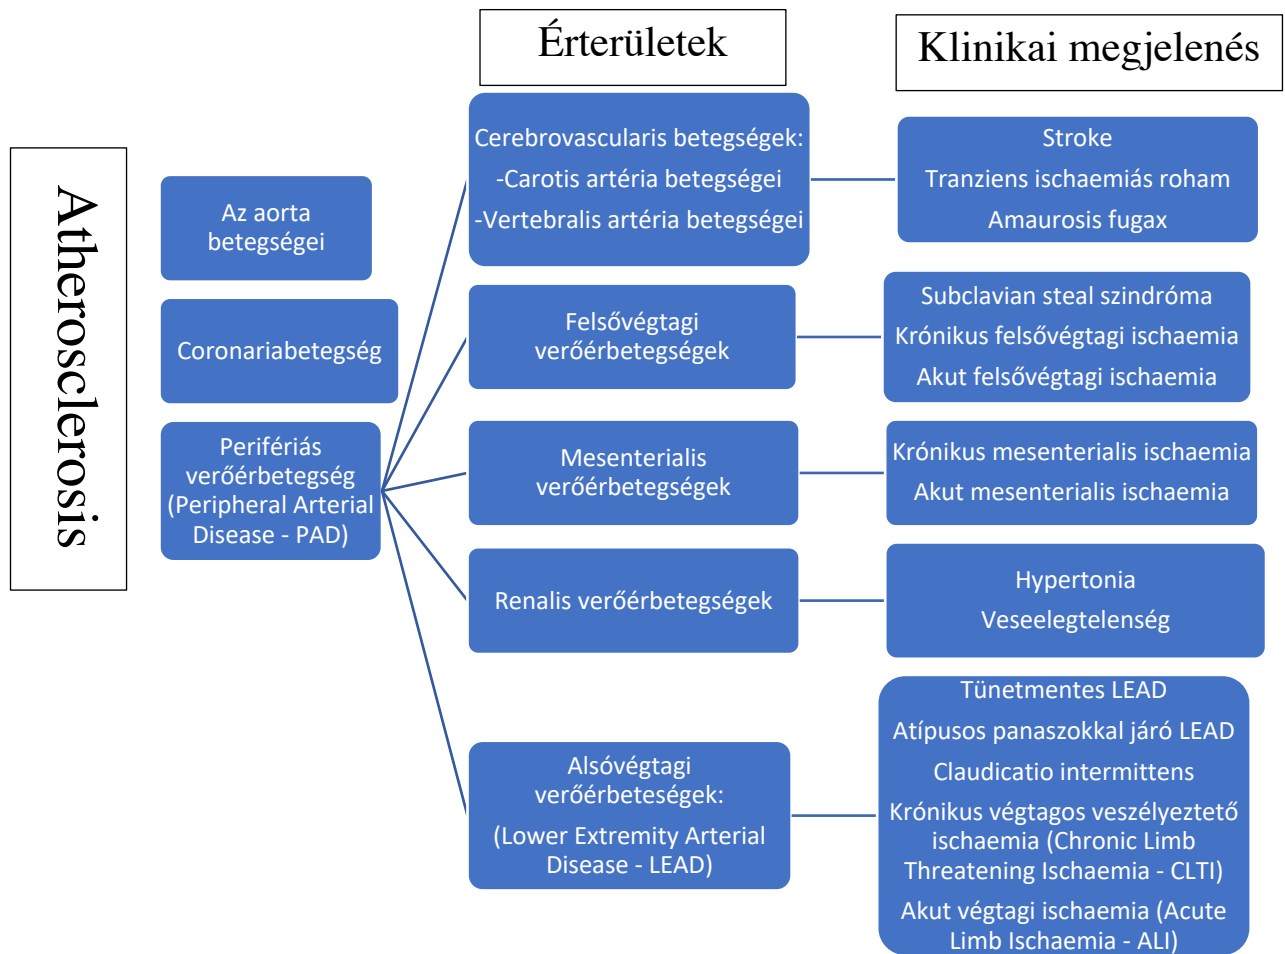 Érterületek
Klinikai megjelenés
Atherosclerosis
Az aorta
betegségei
Coronariabetegség
Perifériás
verőérbetegség
(Peripheral Arterial
Disease - PAD)
Cerebrovascularis betegségek:
-Carotis artéria betegségei
-Vertebralis artéria betegségei
Stroke
Tranziens ischaemiás roham
Amaurosis fugax
Felsővégtagi
verőérbetegségek
Subclavian steal szindróma
Krónikus felsővégtagi ischaemia
Akut felsővégtagi ischaemia
Mesenterialis
verőérbetegségek
Krónikus mesenterialis ischaemia
Akut mesenterialis ischaemia
Renalis verőérbetegségek
Hypertonia
Veseelegtelenség
Alsóvégtagi
verőérbeteségek:
(Lower Extremity Arterial
Disease - LEAD)
Tünetmentes LEAD
Atípusos panaszokkal járó LEAD
Claudicatio intermittens
Krónikus végtagos veszélyeztető
ischaemia (Chronic Limb
Threatening Ischaemia - CLTI)
Akut végtagi ischaemia (Acute
Limb Ischaemia - ALI)